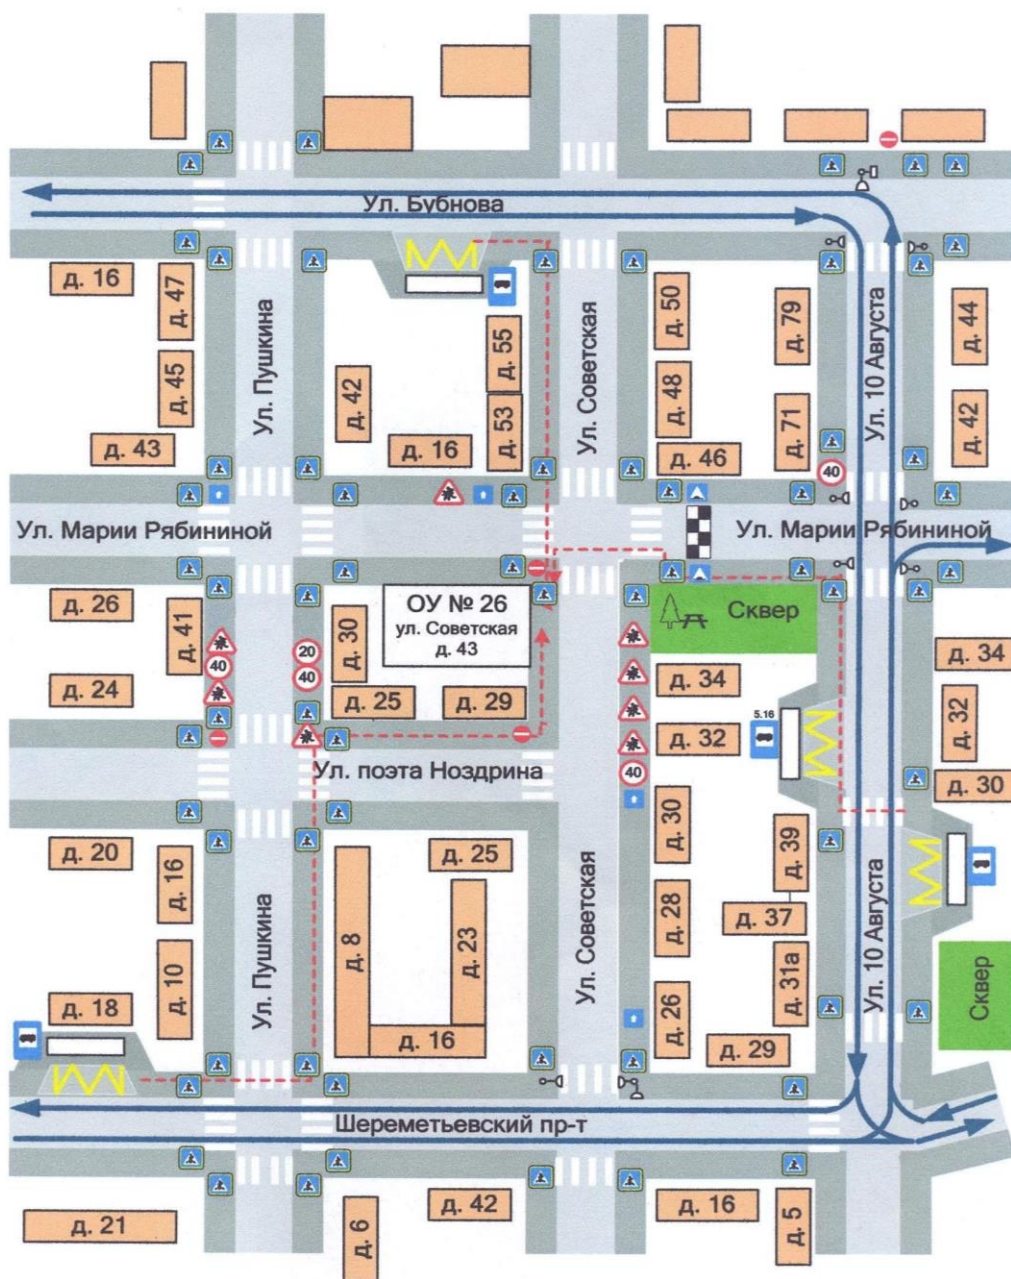 Ул. Бубнова
д. 16
д. 47
д. 45
д. 43
Ул. Пушкина
д. 42
д. 16
д. 55
д. 53
Ул. Советская
д. 50
д. 48
д. 46
д. 79
д. 71
40
Ул. 10 Августа
д. 44
д. 42
Ул. Марии Рябининой
Ул. Марии Рябининой
д. 26
д. 41
д. 24
40
20
40
д. 30
ОУ № 26
ул. Советская
д. 43
д. 25
д. 29
Сквер
д. 34
д. 32
40
5.16
д. 34
д. 32
д. 30
Ул. поэта Ноздрина
д. 20
д. 16
д. 10
д. 18
Ул. Пушкина
д. 8
д. 25
д. 23
д. 16
Ул. Советская
д. 30
д. 28
д. 26
д. 39
д. 37
д. 31а
д. 29
Ул. 10 Августа
Сквер
Шереметьевский пр-т
д. 21
д. 6
д. 42
д. 16
д. 5